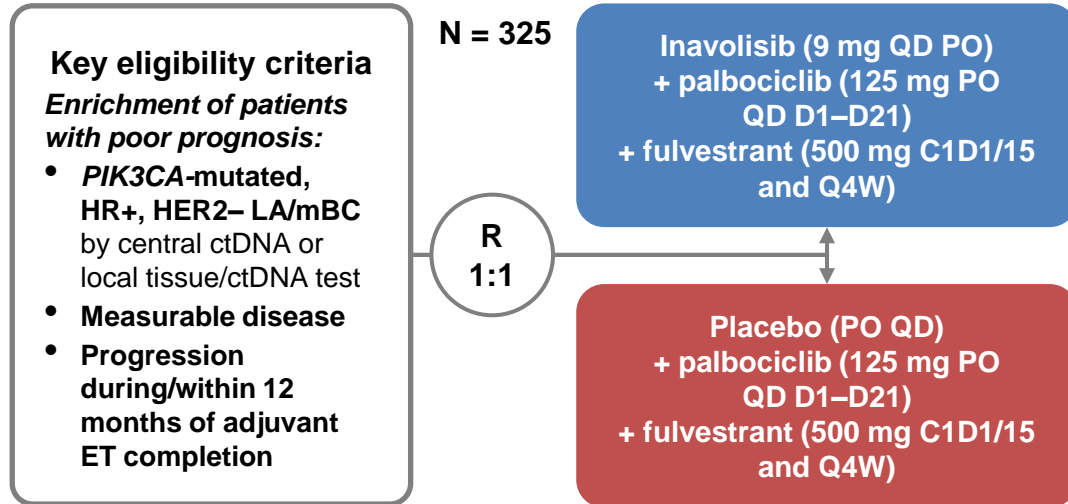 Key eligibility criteria
Enrichment of patients
with poor prognosis:
• PIK3CA-mutated,
HR+, HER2– LA/mBC
by central ctDNA or
local tissue/ctDNA test
• Measurable disease
• Progression
during/within 12
months of adjuvant
ET completion
N = 325
R
1:1
Inavolisib (9 mg QD PO)
+ palbociclib (125 mg PO
QD D1–D21)
+ fulvestrant (500 mg C1D1/15
and Q4W)
Placebo (PO QD)
+ palbociclib (125 mg PO
QD D1–D21)
+ fulvestrant (500 mg C1D1/15
and Q4W)